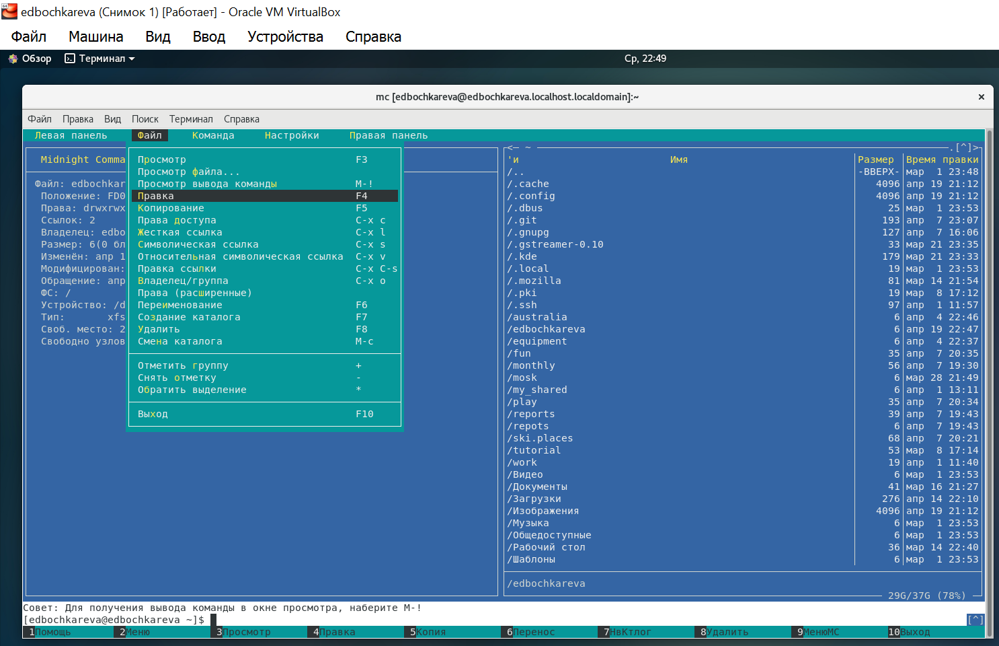 edbochkareva (Снимок 1) [Работает] - Oracle VM VirtualBox
Файл Машина Вид Ввод Устройства Справка
Обзор Терминал Ср, 22:49
mc [edbochkareva@edbochkareva.localhost.localdomain]:~ ×
Файл Правка Вид Поиск Терминал Справка
Левая панель Файл Команда Настройки Правая панель
<─ ~ .[^]>
Midnight Comma
Файл: edbochkar
Положение: FD0
Права: drwxrwx
Ссылок: 2
Владелец: edbo
Размер: 6(0 бл
Изменён: апр 1
Модифицирован:
Обращение: апр
ФС: /
Устройство: /d
Тип: xfs
Своб. место: 2
Свободно узлов
Просмотр F3
Просмотр файла...
Просмотр вывода команды M-!
Правка F4
Копирование F5
Права доступа C-x c
Жесткая ссылка C-x l
Символическая ссылка C-x s
Относительная символическая ссылка C-x v
Правка ссылки C-x C-s
Владелец/группа C-x o
Права (расширенные)
Переименование F6
Создание каталога F7
Удалить F8
Смена каталога M-c
Отметить группу +
Снять отметку -
Обратить выделение *
Выход F10
'и Имя Размер Время правки
/.. -ВВЕРХ- мар 1 23:48
/.cache 4096 апр 19 21:12
/.config 4096 апр 19 21:12
/.dbus 25 мар 1 23:53
/.git 193 апр 7 23:07
/.gnupg 127 апр 7 16:06
/.gstreamer-0.10 33 мар 21 23:35
/.kde 179 мар 21 23:33
/.local 19 мар 1 23:53
/.mozilla 81 мар 14 21:54
/.pki 19 мар 8 17:12
/.ssh 97 апр 1 11:57
/australia 6 апр 4 22:46
/edbochkareva 6 апр 19 22:47
/equipment 6 апр 4 22:37
/fun 35 апр 7 20:35
/monthly 56 апр 7 19:30
/mosk 6 мар 28 21:49
/my_shared 6 апр 1 13:11
/play 35 апр 7 20:34
/reports 39 апр 7 19:43
/repots 6 апр 7 19:43
/ski.places 68 апр 7 20:21
/tutorial 53 мар 8 17:14
/work 19 апр 1 11:40
/Видео 6 мар 1 23:53
/Документы 41 мар 16 21:27
/Загрузки 276 апр 14 22:10
/Изображения 4096 апр 19 21:12
/Музыка 6 мар 1 23:53
/Общедоступные 6 мар 1 23:53
/Рабочий стол 36 мар 14 22:40
/Шаблоны 6 мар 1 23:53
/edbochkareva
29G/37G (78%)
Совет: Для получения вывода команды в окне просмотра, наберите M-!
[edbochkareva@edbochkareva ~]$ [^]
1Помощь 2Меню 3Просмотр 4Правка 5Копия 6Перенос 7НвКтлог 8Удалить 9МенюMC 10Выход